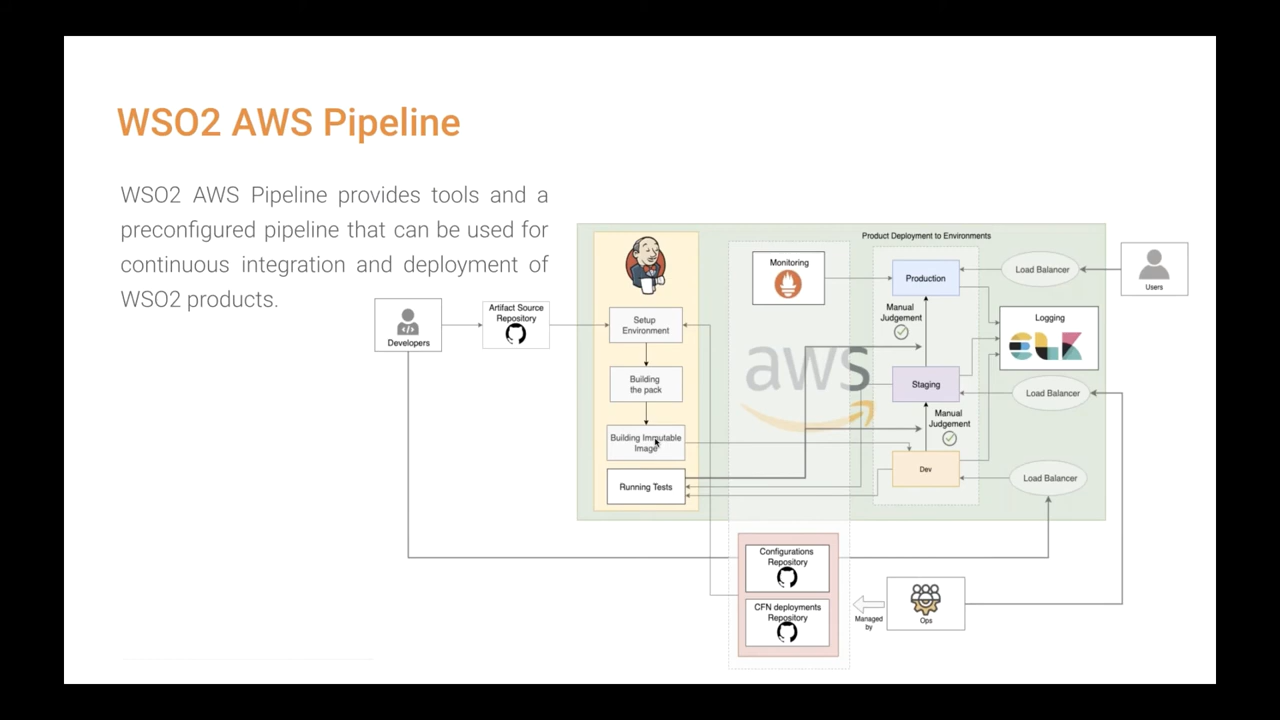 WSO2 AWS Pipeline
WSO2 AWS Pipeline provides tools and a
preconfigured pipeline that can be used for
continuous integration and deployment of
WSO2 products.
Product Deployment to Environments
Developers
Artifact Source
Repository
Setup
Environment
Building
the pack
Building Immutable
Image
Running Tests
Monitoring
aws
Production
Manual
Judgement
Staging
Manual
Judgement
Dev
Load Balancer
Users
Logging
elk
Load Balancer
Load Balancer
Configurations
Repository
CFN deployments
Repository
Managed
by
Ops